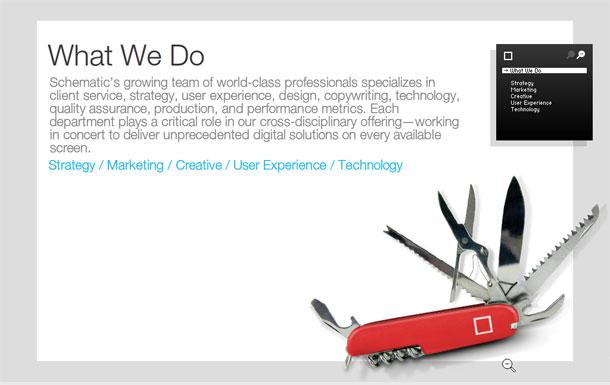 What We Do
Schematic's growing team of world-class professionals specializes in
client service, strategy, user experience, design, copywriting, technology,
quality assurance, production, and performance metrics. Each
department plays a critical role in our cross-disciplinary offering—working
in concert to deliver unprecedented digital solutions on every available
screen.
Strategy / Marketing / Creative / User Experience / Technology
What We Do
Strategy
Marketing
Creative
User Experience
Technology